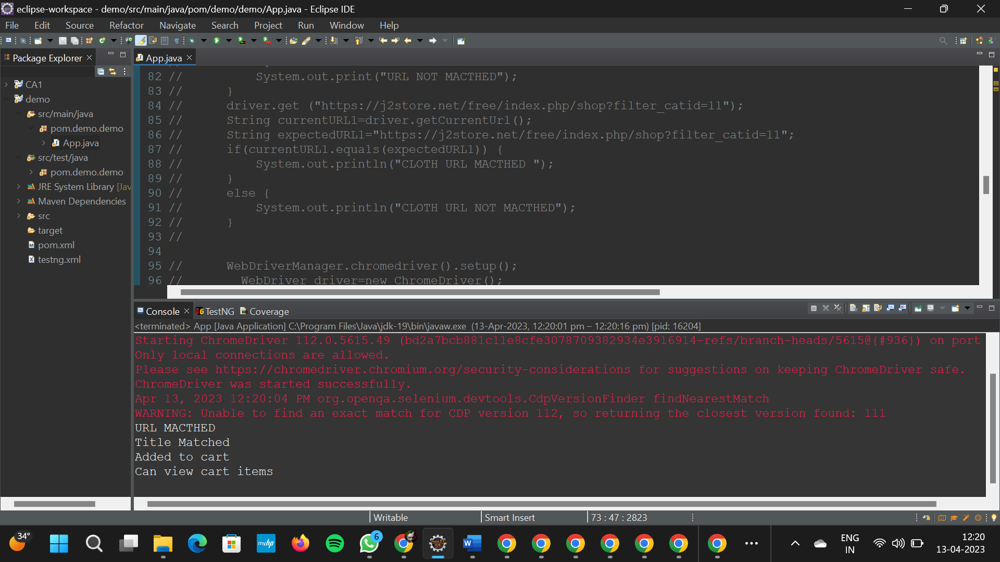 eclipse-workspace - demo/src/main/java/pom/demo/demo/App.java - Eclipse IDE
File Edit Source Refactor Navigate Search Project Run Window Help
Package Explorer
App.java
CA1
demo
src/main/java
pom.demo.demo
App.java
src/test/java
pom.demo.demo
JRE System Library [Jav
Maven Dependencies
src
target
pom.xml
testng.xml
82 // System.out.print("URL NOT MACTHED");
83 // }
84 // driver.get ("https://j2store.net/free/index.php/shop?filter_catid=11");
85 // String currentURL1=driver.getCurrentUrl();
86 // String expectedURL1="https://j2store.net/free/index.php/shop?filter_catid=11";
87 // if(currentURL1.equals(expectedURL1)) {
88 // System.out.println("CLOTH URL MACTHED ");
89 // }
90 // else {
91 // System.out.println("CLOTH URL NOT MACTHED");
92 // }
93 //
94
95 // WebDriverManager.chromedriver().setup();
96 // WebDriver driver=new ChromeDriver();
Console TestNG Coverage
<terminated> App [Java Application] C:\Program Files\Java\jdk-19\bin\javaw.exe (13-Apr-2023, 12:20:01 pm – 12:20:16 pm) [pid: 16204]
Starting ChromeDriver 112.0.5615.49 (bd2a7bcb881c11e8cfe3078709382934e3916914-refs/branch-heads/5615@{#936}) on port
Only local connections are allowed.
Please see https://chromedriver.chromium.org/security-considerations for suggestions on keeping ChromeDriver safe.
ChromeDriver was started successfully.
Apr 13, 2023 12:20:04 PM org.openqa.selenium.devtools.CdpVersionFinder findNearestMatch
WARNING: Unable to find an exact match for CDP version 112, so returning the closest version found: 111
URL MACTHED
Title Matched
Added to cart
Can view cart items
Writable Smart Insert 73 : 47 : 2823
34°
myhp
6
JAVA EE
IDE
W
ENG
IN
12:20
13-04-2023